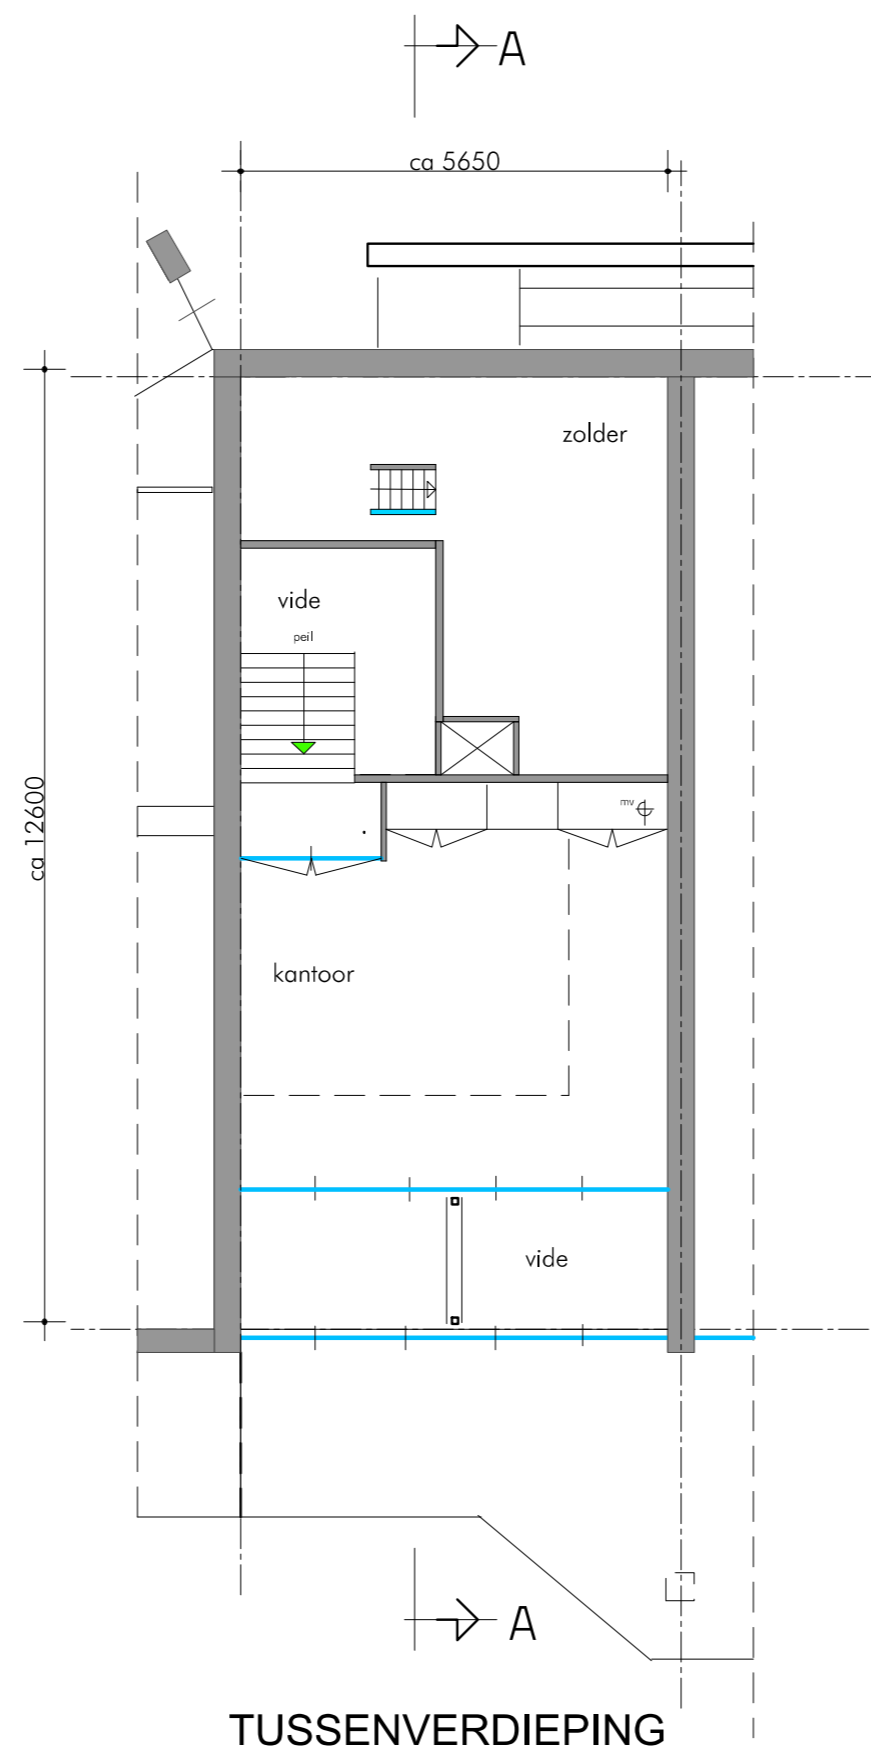 A
ca 5650
zolder
vide
peil
mv
ca 12600
kantoor
vide
A
TUSSENVERDIEPING